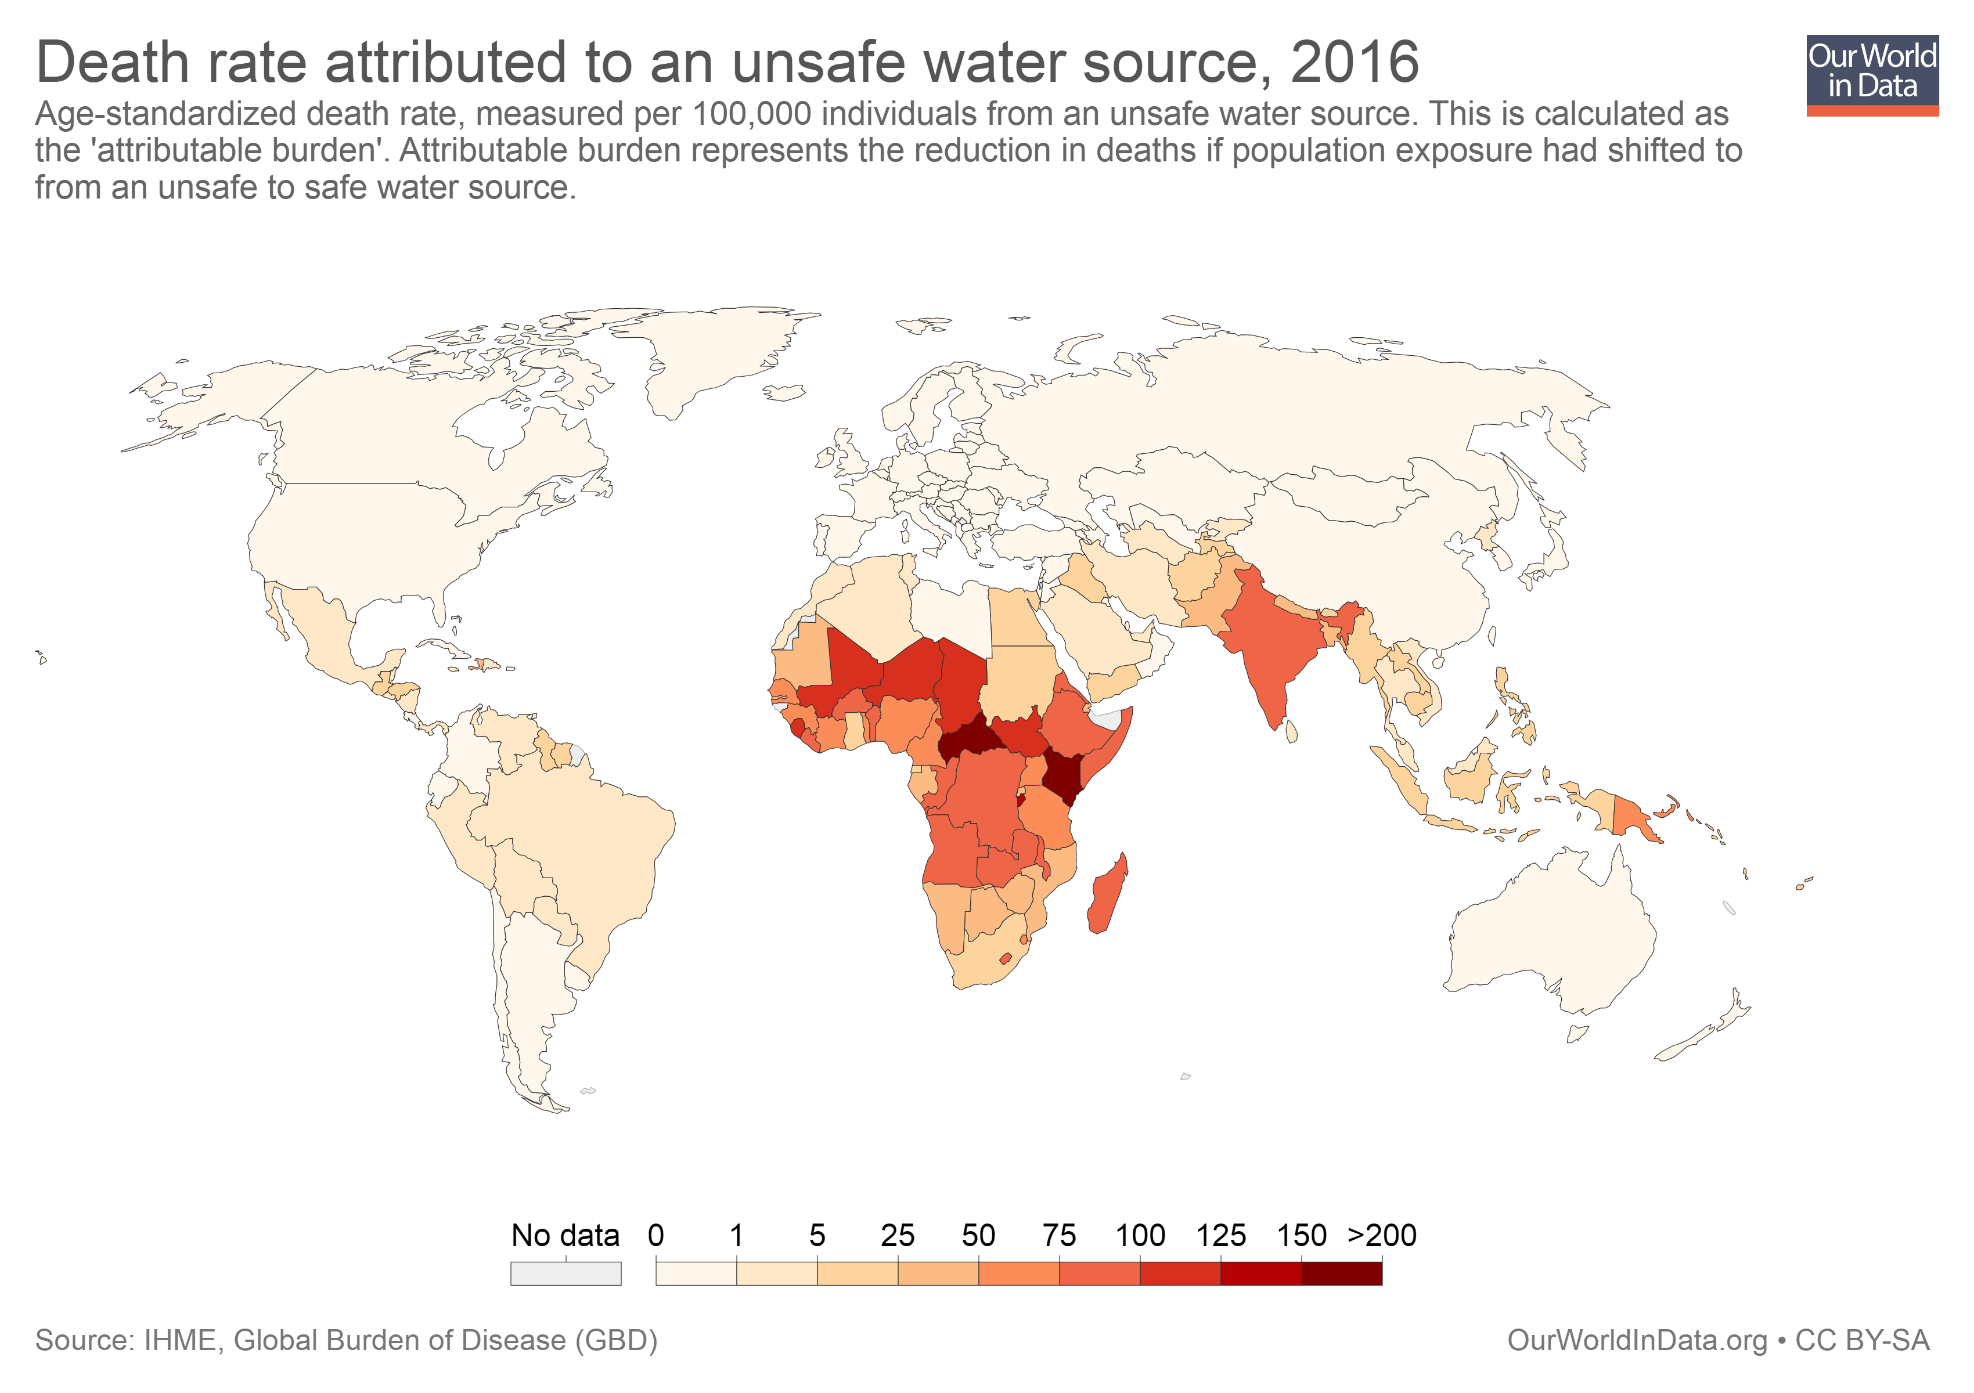 Death rate attributed to an unsafe water source, 2016
Our World
in Data
Age-standardized death rate, measured per 100,000 individuals from an unsafe water source. This is calculated as
the 'attributable burden'. Attributable burden represents the reduction in deaths if population exposure had shifted to
from an unsafe to safe water source.
No data 0 1 5 25 50 75 100 125 150 >200
Source: IHME, Global Burden of Disease (GBD)
OurWorldInData.org • CC BY-SA